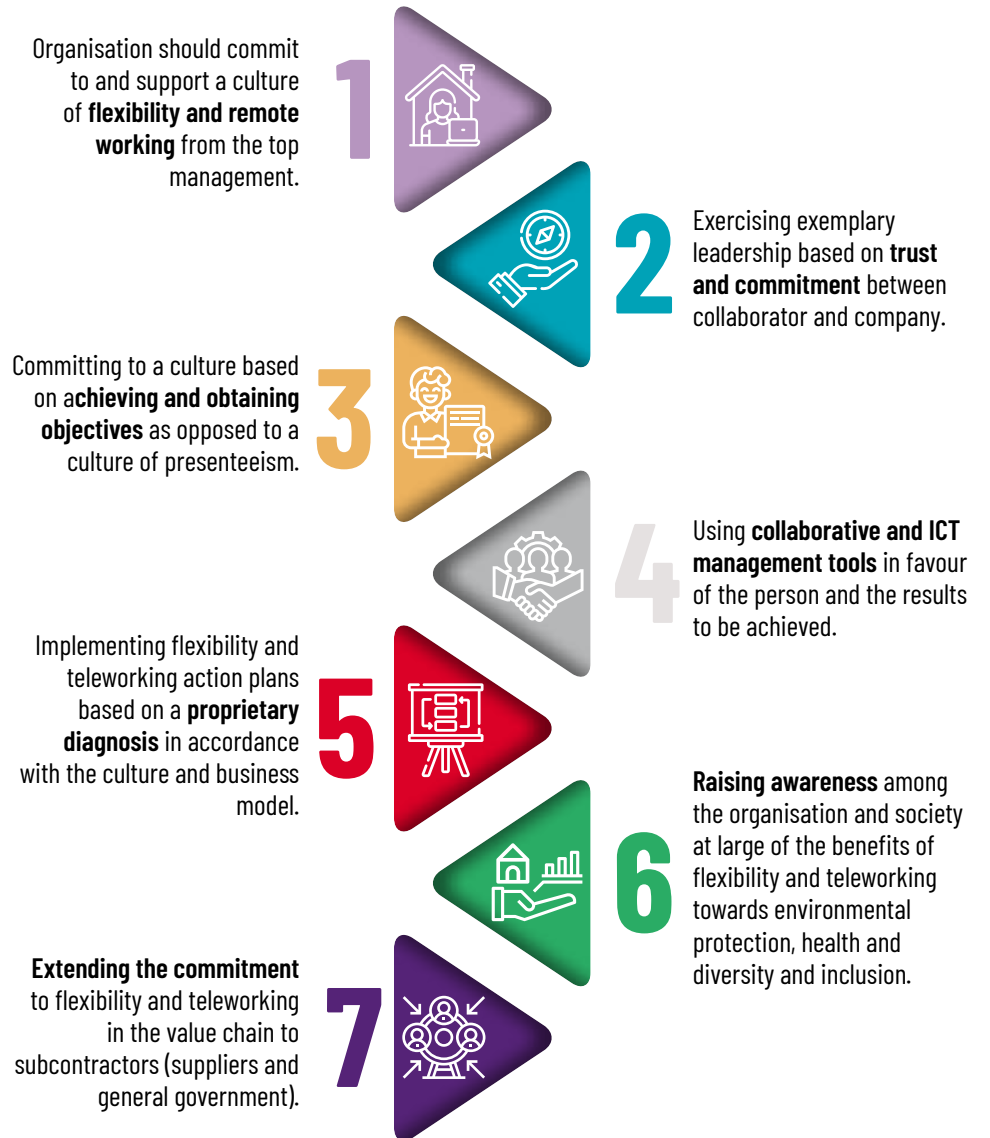 1
Organisation should commit
to and support a culture
of flexibility and remote
working from the top
management.
2
Exercising exemplary
leadership based on trust
and commitment between
collaborator and company.
3
Committing to a culture based
on achieving and obtaining
objectives as opposed to a
culture of presenteeism.
4
Using collaborative and ICT
management tools in favour
of the person and the results
to be achieved.
5
Implementing flexibility and
teleworking action plans
based on a proprietary
diagnosis in accordance
with the culture and business
model.
6
Raising awareness among
the organisation and society
at large of the benefits of
flexibility and teleworking
towards environmental
protection, health and
diversity and inclusion.
7
Extending the commitment
to flexibility and teleworking
in the value chain to
subcontractors (suppliers and
general government).